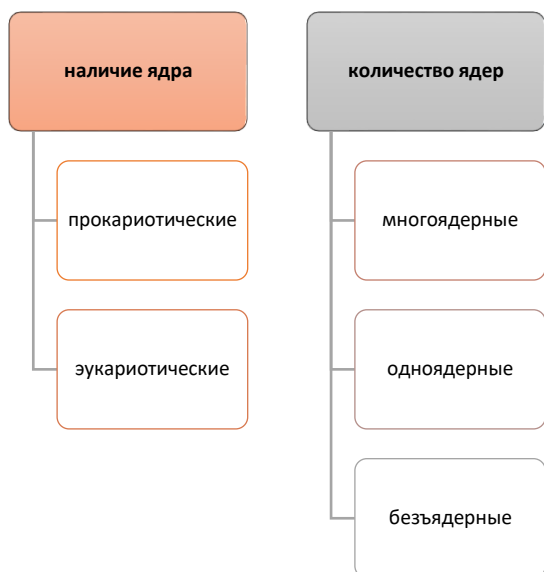 наличие ядра
прокариотические
эукариотические
количество ядер
многоядерные
одноядерные
безъядерные